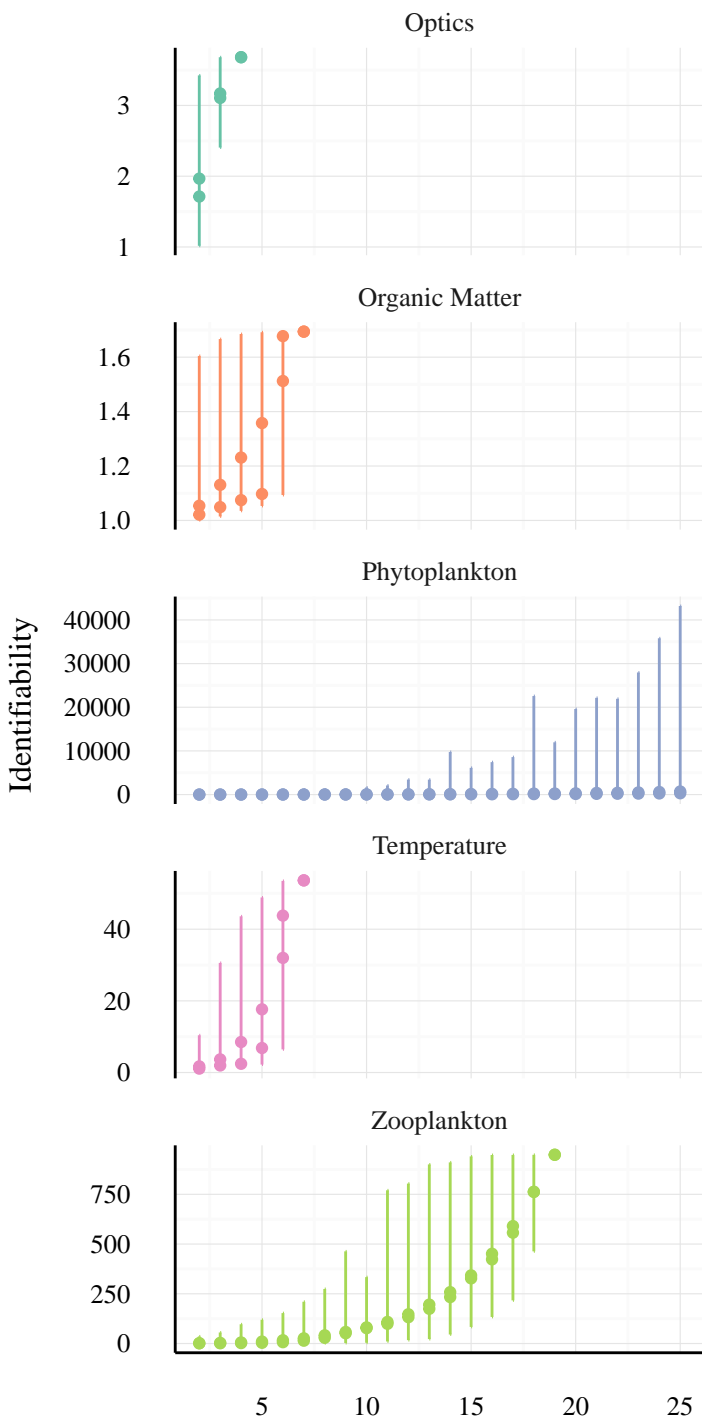 Optics
3
2
1
Organic Matter
1.6
1.4
1.2
1.0
Phytoplankton
40000
30000
20000
10000
0
Identifiability
Temperature
40
20
0
Zooplankton
750
500
250
0
5 10 15 20 25